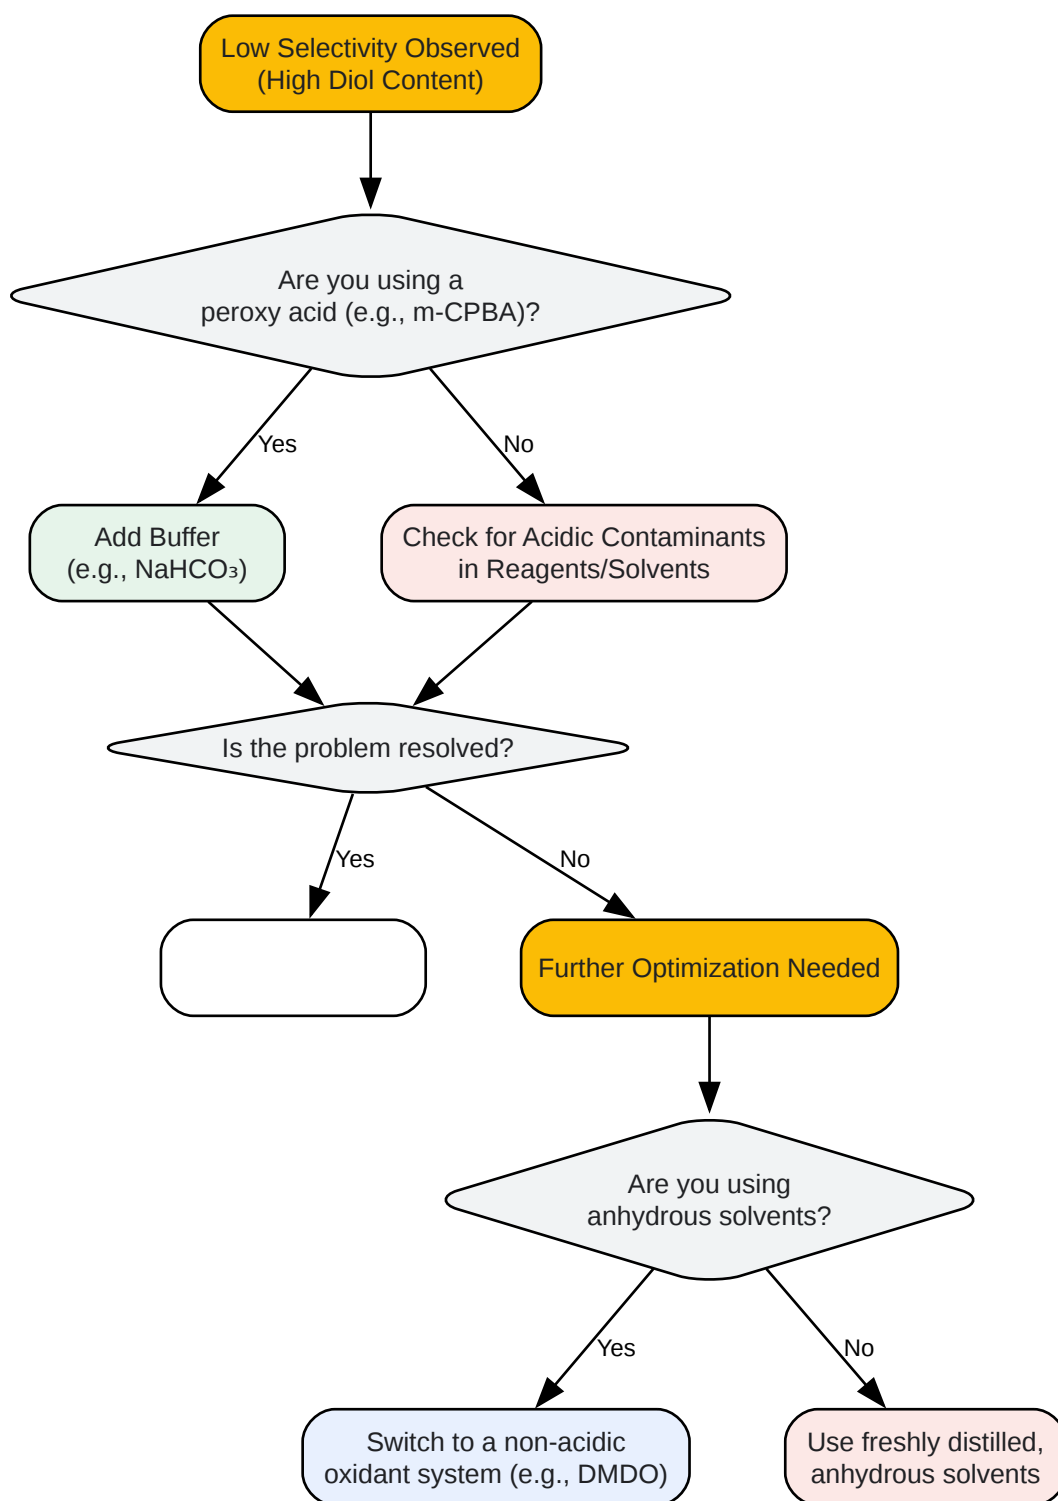 Low Selectivity Observed
(High Diol Content)
Are you using a
peroxy acid (e.g., m-CPBA)?
Yes
No
Add Buffer
(e.g., NaHCO₃)
Check for Acidic Contaminants
in Reagents/Solvents
Is the problem resolved?
Yes
No
Further Optimization Needed
Are you using
anhydrous solvents?
Yes
No
Switch to a non-acidic
oxidant system (e.g., DMDO)
Use freshly distilled,
anhydrous solvents